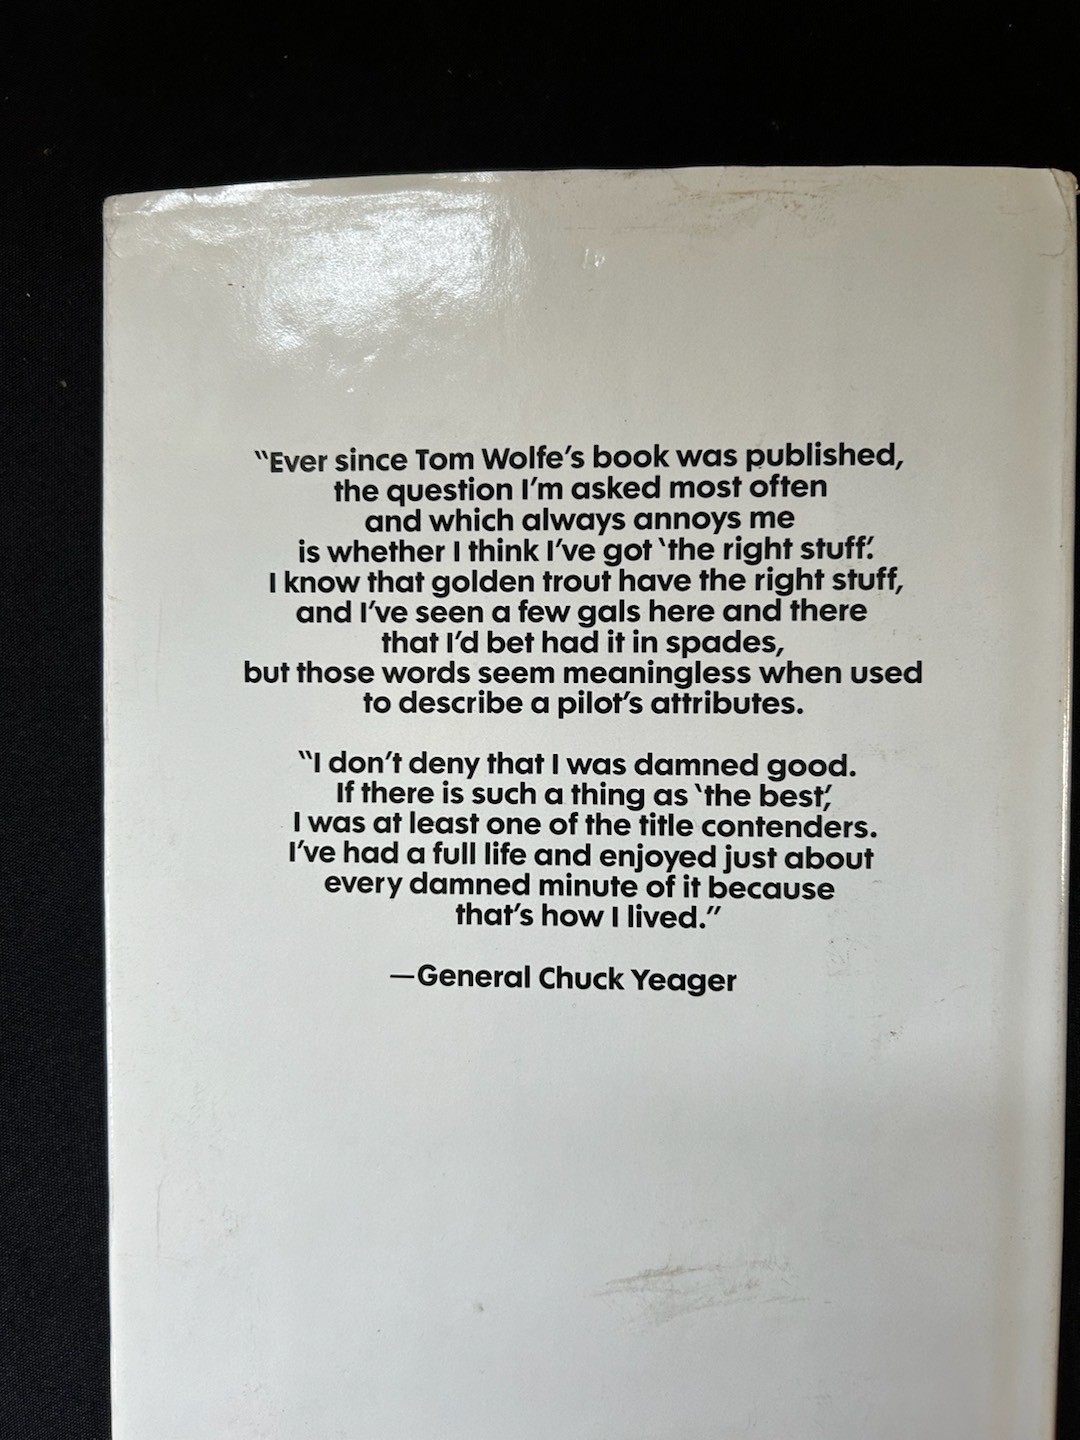 “Ever since Tom Wolfe’s book was published,
the question I’m asked most often
and which always annoys me
is whether I think I’ve got ‘the right stuff.’
I know that golden trout have the right stuff,
and I’ve seen a few gals here and there
that I’d bet had it in spades,
but those words seem meaningless when used
to describe a pilot’s attributes.
“I don’t deny that I was damned good.
If there is such a thing as ‘the best,’
I was at least one of the title contenders.
I’ve had a full life and enjoyed just about
every damned minute of it because
that’s how I lived.”
—General Chuck Yeager